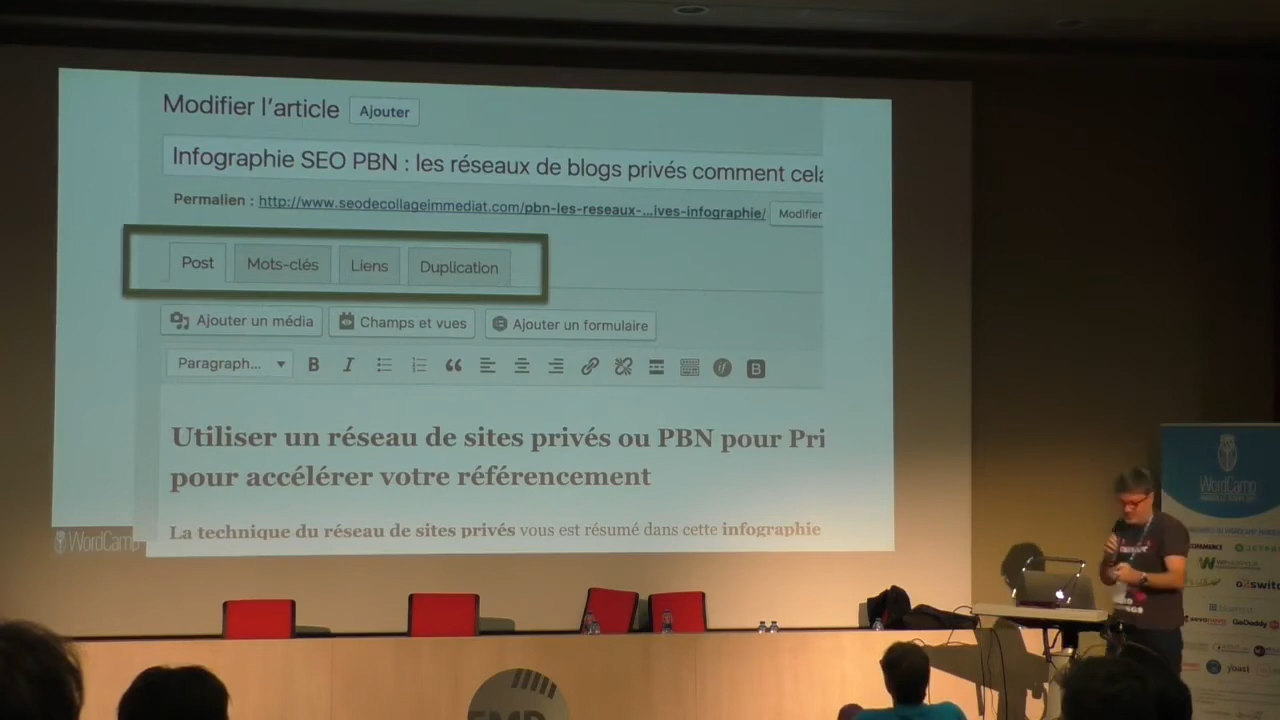 Modifier l'article Ajouter
Infographie SEO PBN : les réseaux de blogs privés comment cela
Permalien : http://www.seodecollageimmediat.com/pbn-les-reseaux-...ives-infographie/ Modifier
Post Mots-clés Liens Duplication
Ajouter un média Champs et vues Ajouter un formulaire
Paragraph... B I B
Utiliser un réseau de sites privés ou PBN pour Pri
pour accélérer votre référencement
La technique du réseau de sites privés vous est résumé dans cette infographie
WordCamp
WordCamp
GoDaddy
yoast